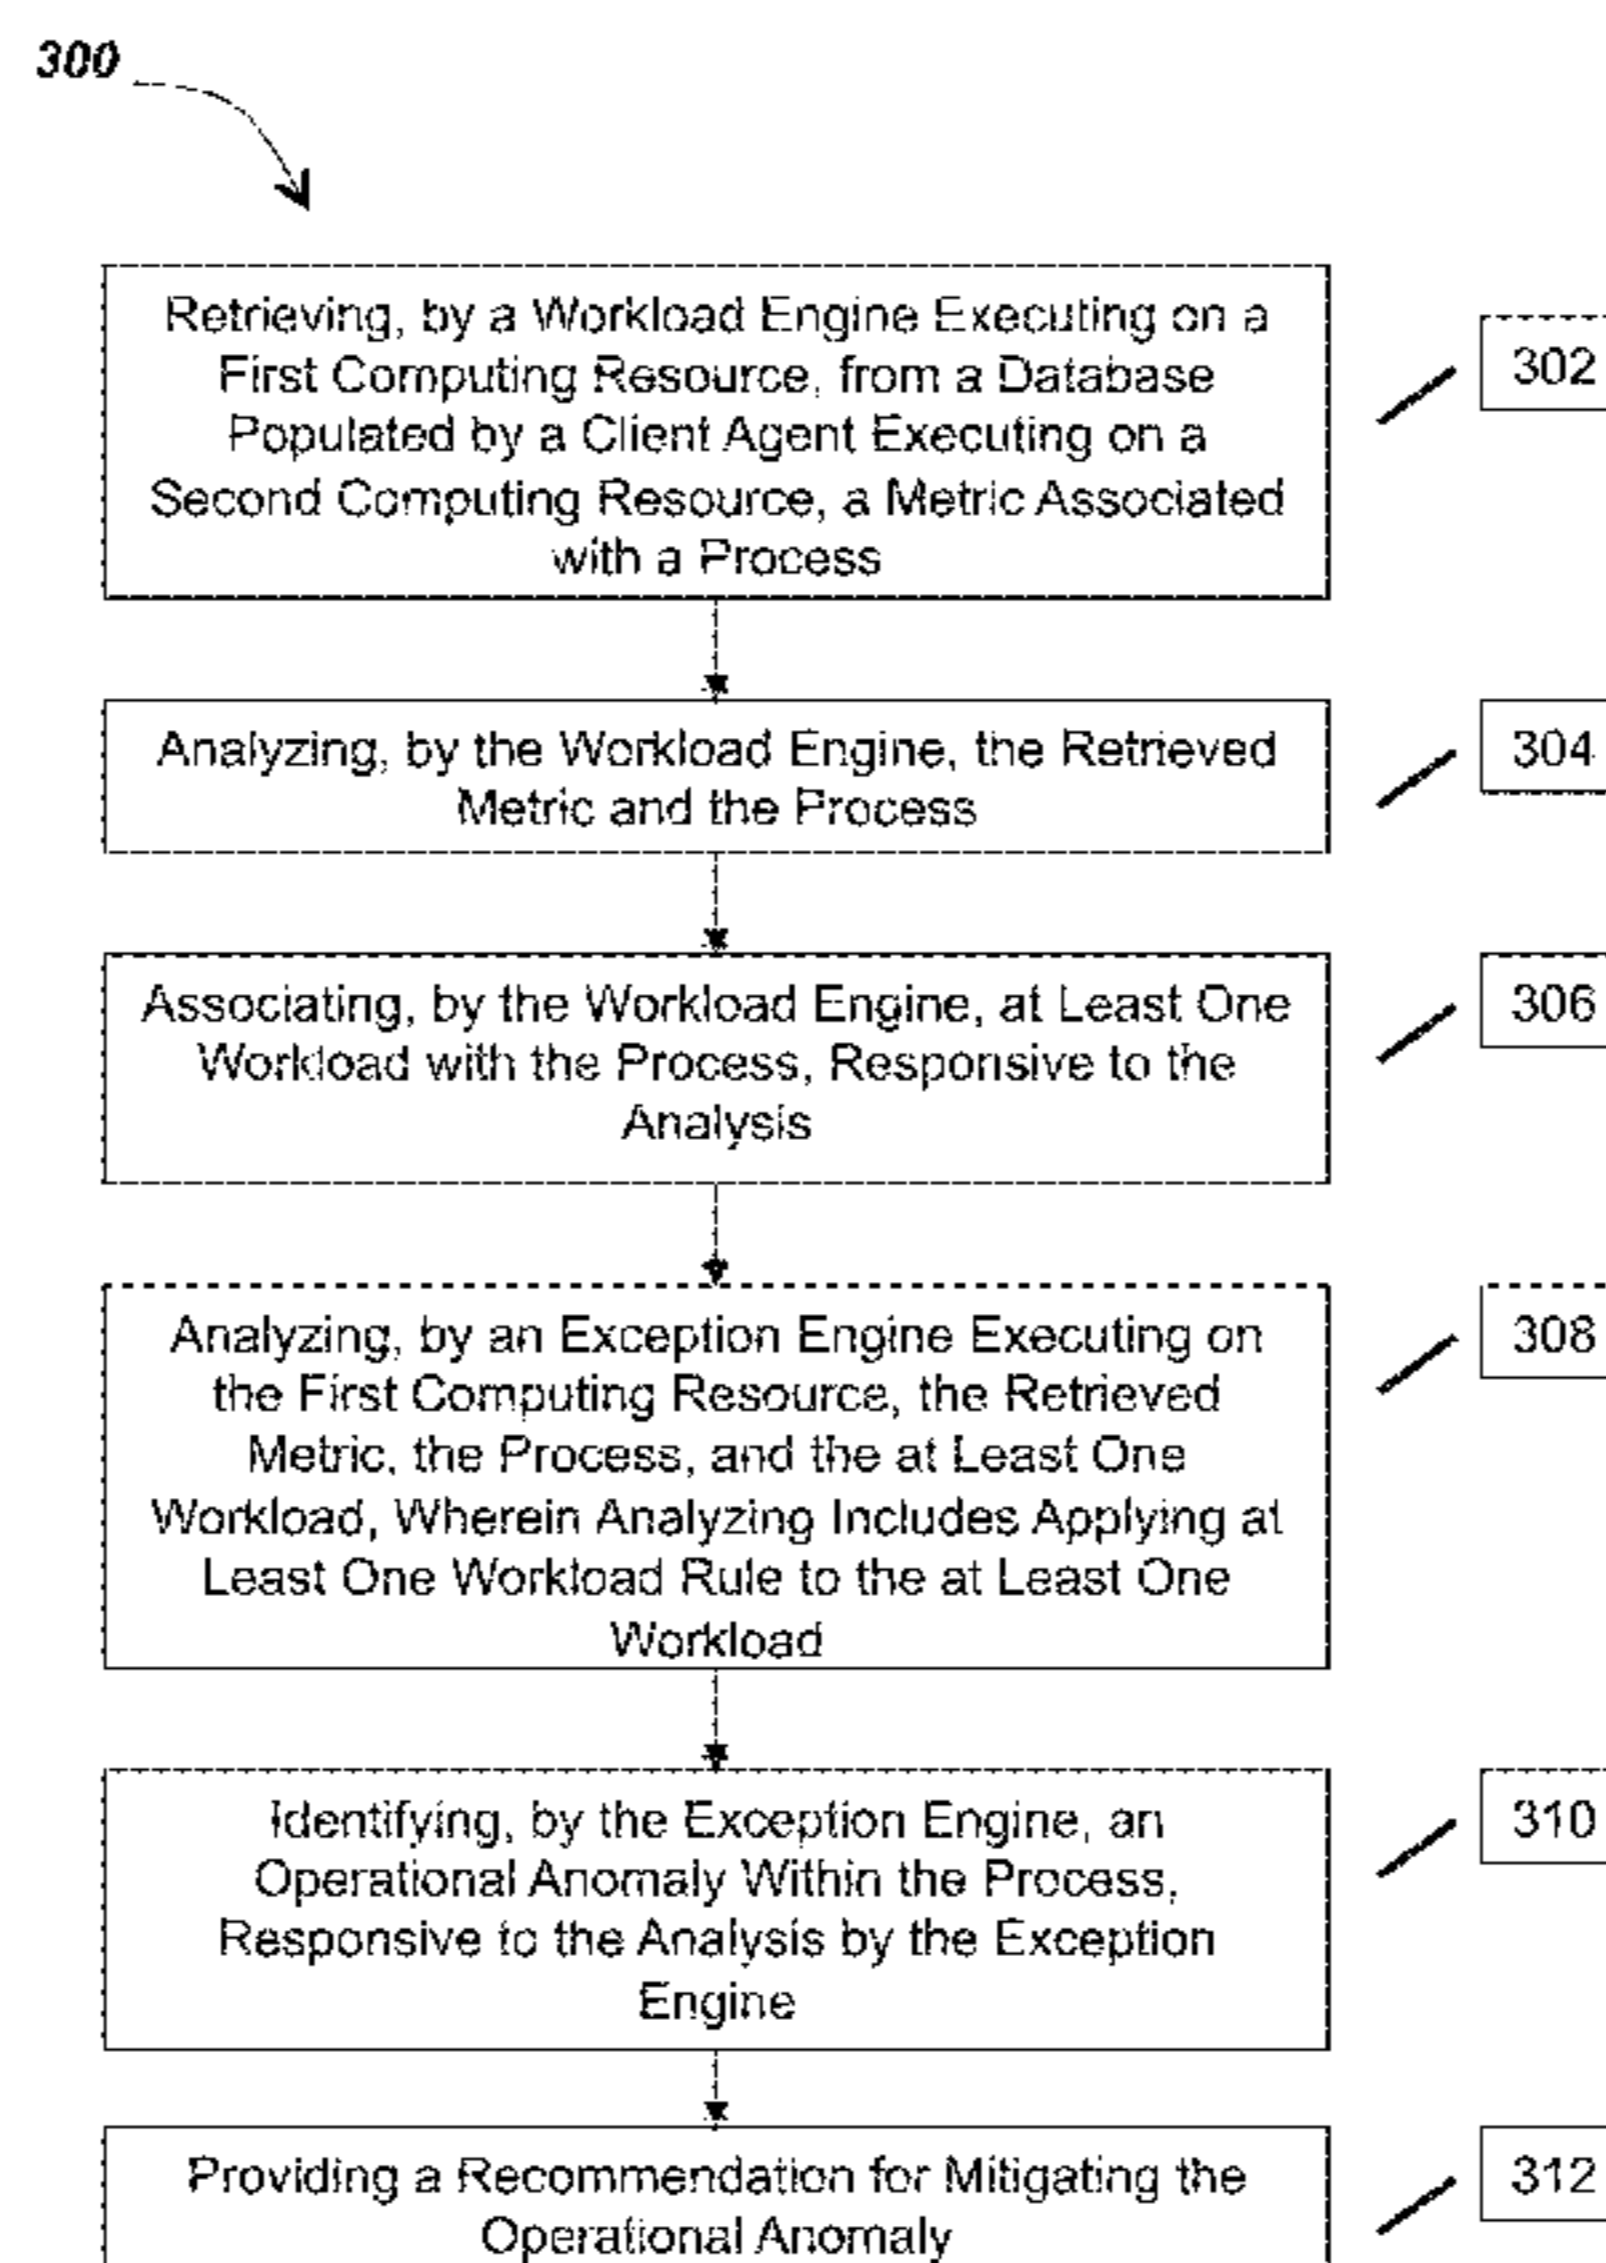 300
Retrieving, by a Workload Engine Executing on a
First Computing Resource, from a Database
Populated by a Client Agent Executing on a
Second Computing Resource, a Metric Associated
with a Process
302
Analyzing, by the Workload Engine, the Retrieved
Metric and the Process
304
Associating, by the Workload Engine, at Least One
Workload with the Process, Responsive to the
Analysis
306
Analyzing, by an Exception Engine Executing on
the First Computing Resource, the Retrieved
Metric, the Process, and the at Least One
Workload, Wherein Analyzing Includes Applying at
Least One Workload Rule to the at Least One
Workload
308
Identifying, by the Exception Engine, an
Operational Anomaly Within the Process,
Responsive to the Analysis by the Exception
Engine
310
Providing a Recommendation for Mitigating the
Operational Anomaly
312